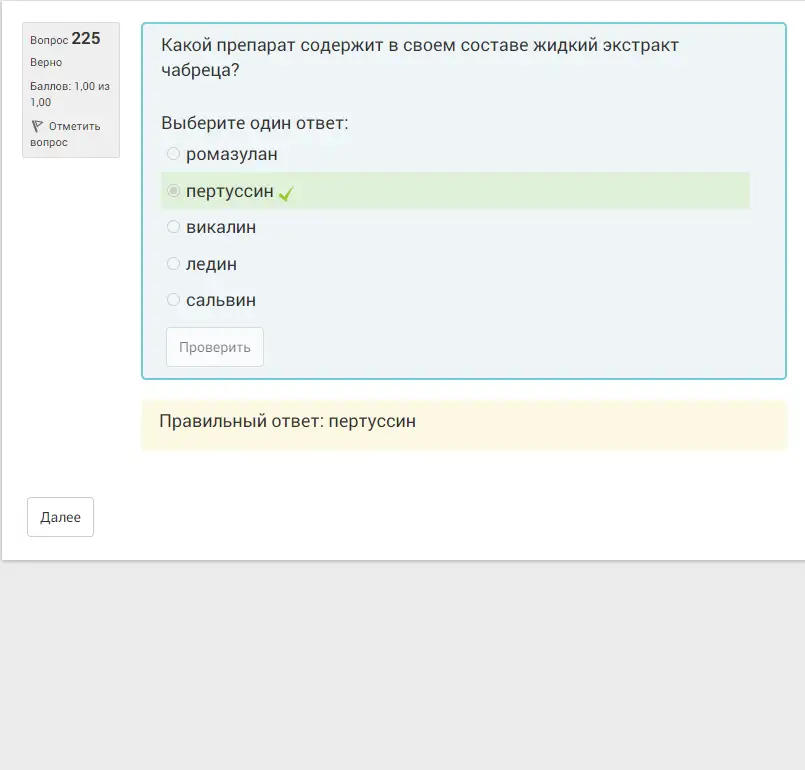 Вопрос 225
Верно
Баллов: 1,00 из
1,00
Отметить
вопрос
Какой препарат содержит в своем составе жидкий экстракт
чабреца?
Выберите один ответ:
ромазулан
пертуссин
викалин
ледин
сальвин
Проверить
Правильный ответ: пертуссин
Далее